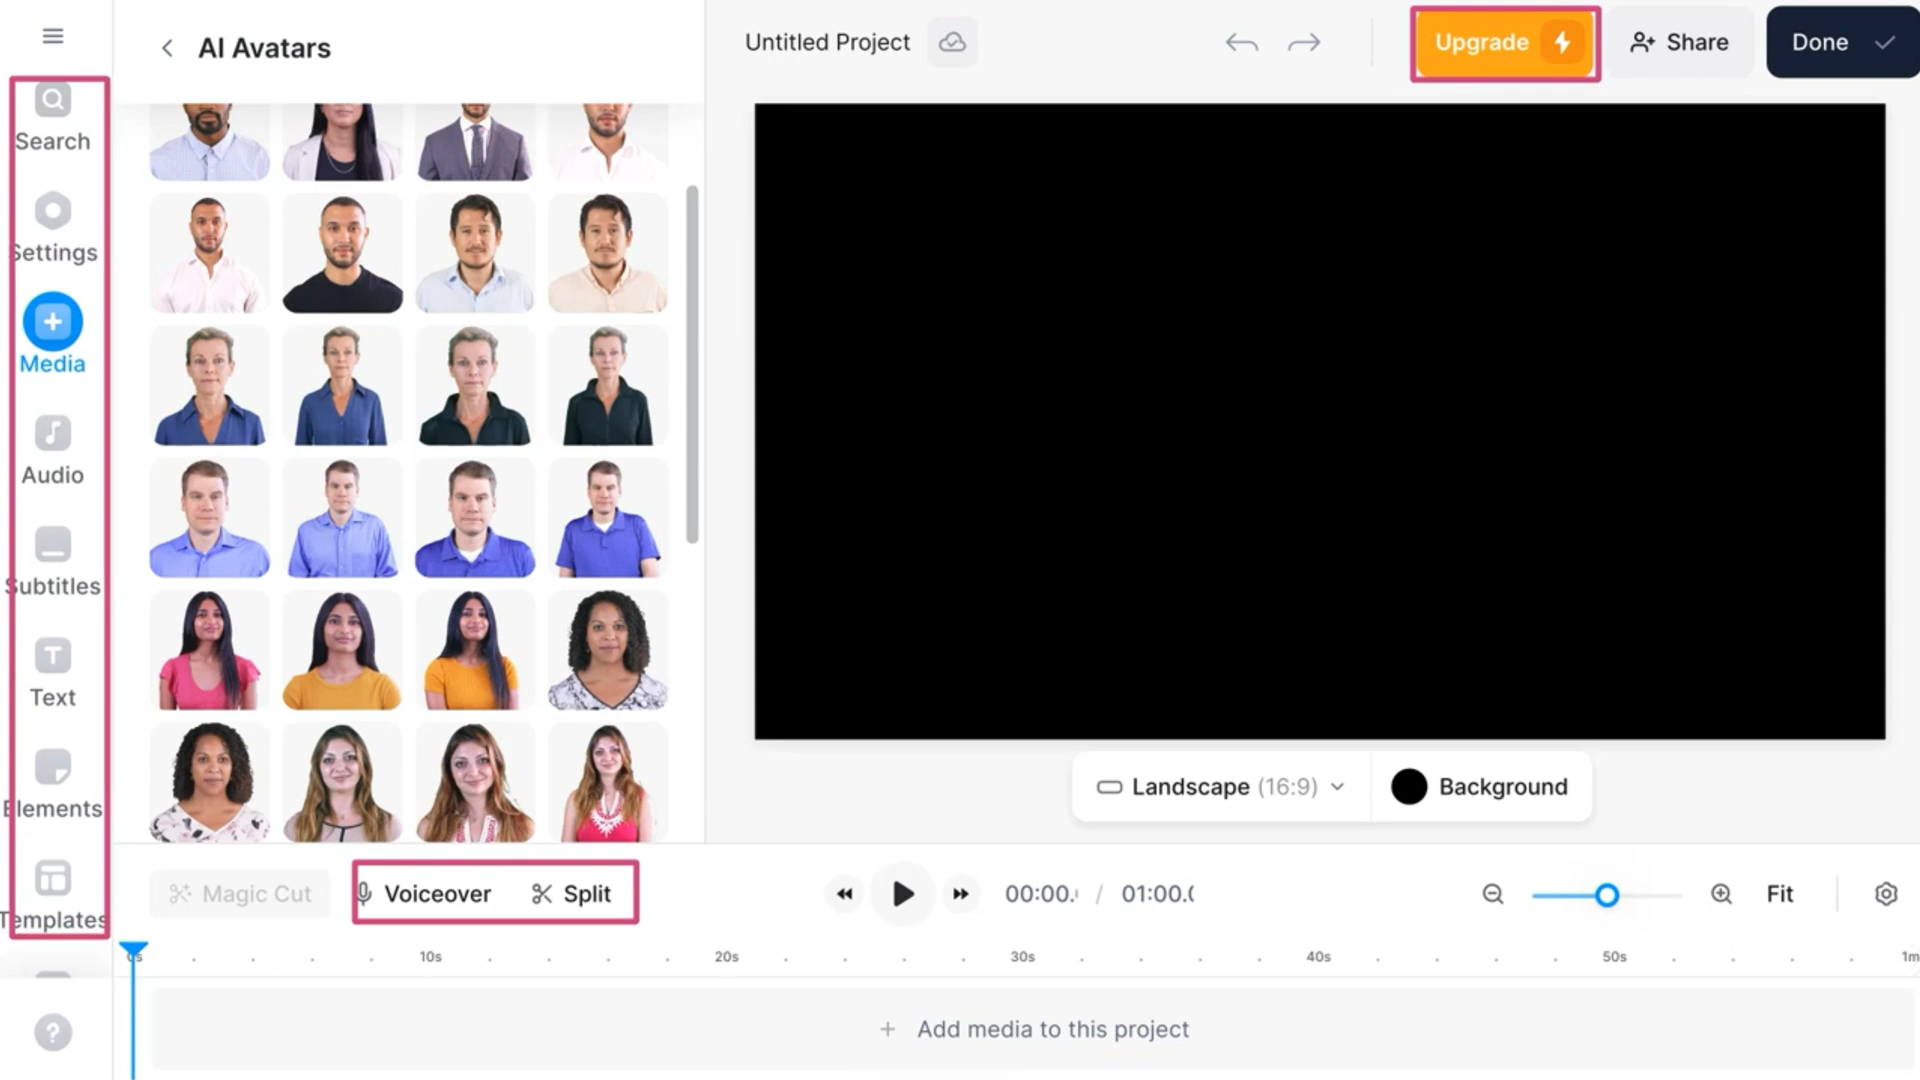 AI Avatars
Untitled Project
Upgrade
Share
Done
Search
Settings
Media
Audio
Subtitles
Text
Elements
Templates
Landscape (16:9)
Background
Magic Cut
Voiceover
Split
00:00. / 01:00.
Fit
0s 10s 20s 30s 40s 50s 1m
?
+ Add media to this project